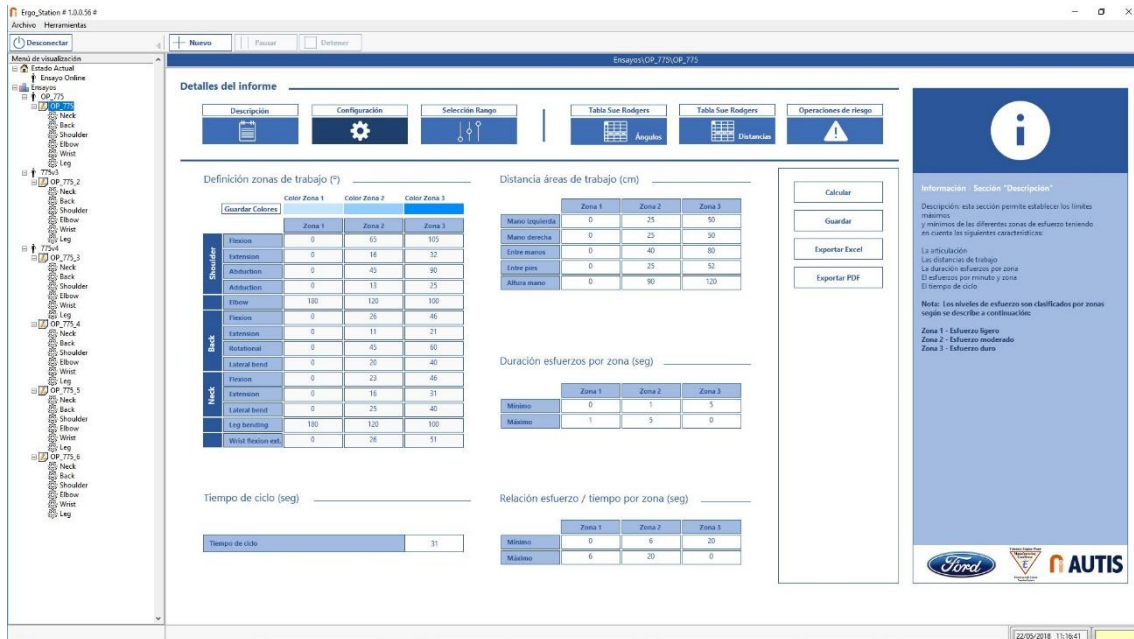 Ergo_Station # 1.0.0.56 #
Archivo Herramientas
Desconectar
Nuevo
Pausar
Detener
Menú de visualización
Ensayos\OP_775\OP_775
Estado Actual
Ensayo Online
Ensayos
OP_775
OP_775
Neck
Back
Shoulder
Elbow
Wrist
Leg
775v3
OP_775_2
Neck
Back
Shoulder
Elbow
Wrist
Leg
775v4
OP_775_3
Neck
Back
Shoulder
Elbow
Wrist
Leg
OP_775_4
Neck
Back
Shoulder
Elbow
Wrist
Leg
OP_775_5
Neck
Back
Shoulder
Elbow
Wrist
Leg
OP_775_6
Neck
Back
Shoulder
Elbow
Wrist
Leg
Detalles del informe
Descripción
Configuración
Selección Rango
Tabla Sue Rodgers
Ángulos
Tabla Sue Rodgers
Distancias
Operaciones de riesgo
Definición zonas de trabajo (º)
Color Zona 1 Color Zona 2 Color Zona 3
Guardar Colores
Zona 1 Zona 2 Zona 3
Shoulder
Flexion 0 65 105
Extension 0 18 32
Abduction 0 45 90
Adduction 0 13 25
Elbow 180 120 100
Back
Flexion 0 26 46
Extension 0 11 21
Rotational 0 45 60
Lateral bend 0 20 40
Neck
Flexion 0 23 46
Extension 0 16 31
Lateral bend 0 25 40
Leg bending 180 120 100
Wrist flexion ext. 0 26 51
Tiempo de ciclo (seg)
Tiempo de ciclo 31
Distancia áreas de trabajo (cm)
Zona 1 Zona 2 Zona 3
Mano izquierda 0 25 50
Mano derecha 0 25 50
Entre manos 0 40 80
Entre pies 0 25 52
Altura mano 0 90 120
Duración esfuerzos por zona (seg)
Zona 1 Zona 2 Zona 3
Mínimo 0 1 5
Máximo 1 5 0
Relación esfuerzo / tiempo por zona (seg)
Zona 1 Zona 2 Zona 3
Mínimo 0 6 20
Máximo 6 20 0
Calcular
Guardar
Exportar Excel
Exportar PDF
Información - Sección "Descripción"
Descripción: esta sección permite establecer los límites
máximos
y mínimos de las diferentes zonas de esfuerzo teniendo
en cuenta las siguientes características:
La articulación
Las distancias de trabajo
La duración esfuerzos por zona
El esfuerzos por minuto y zona
El tiempo de ciclo
Nota: Los niveles de esfuerzo son clasificados por zonas
según se describe a continuación:
Zona 1 - Esfuerzo ligero
Zona 2 - Esfuerzo moderado
Zona 3 - Esfuerzo duro
Ford
AUTIS
22/05/2018 11:16:41